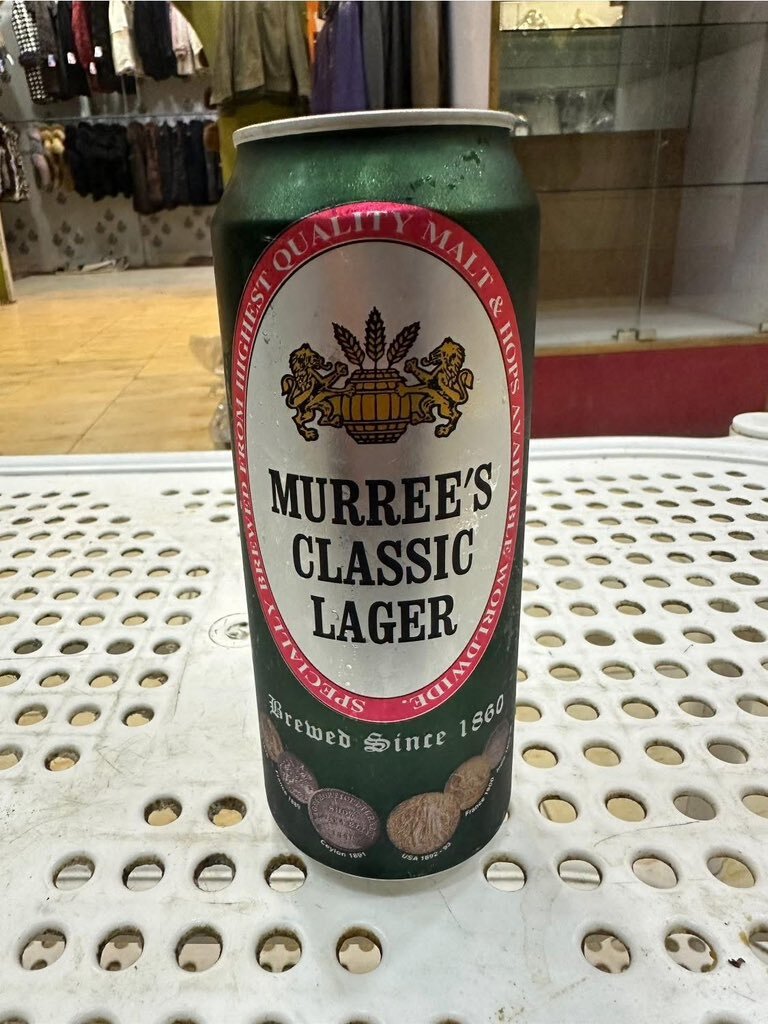 SPECIALLY BREWED FROM HIGHEST QUALITY MALT & HOPS AVAILABLE WORLDWIDE.
MURREE'S
CLASSIC
LAGER
Brewed Since 1860
Ceylon 1891
USA 1892-93